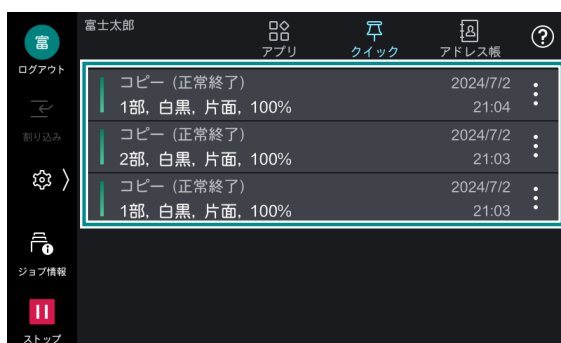 富
ログアウト
割り込み
ジョブ情報
ストップ
富士太郎
アプリ
クイック
アドレス帳
?
コピー (正常終了)
2024/7/2
1部, 白黒, 片面, 100%
21:04
コピー (正常終了)
2024/7/2
2部, 白黒, 片面, 100%
21:03
コピー (正常終了)
2024/7/2
1部, 白黒, 片面, 100%
21:03